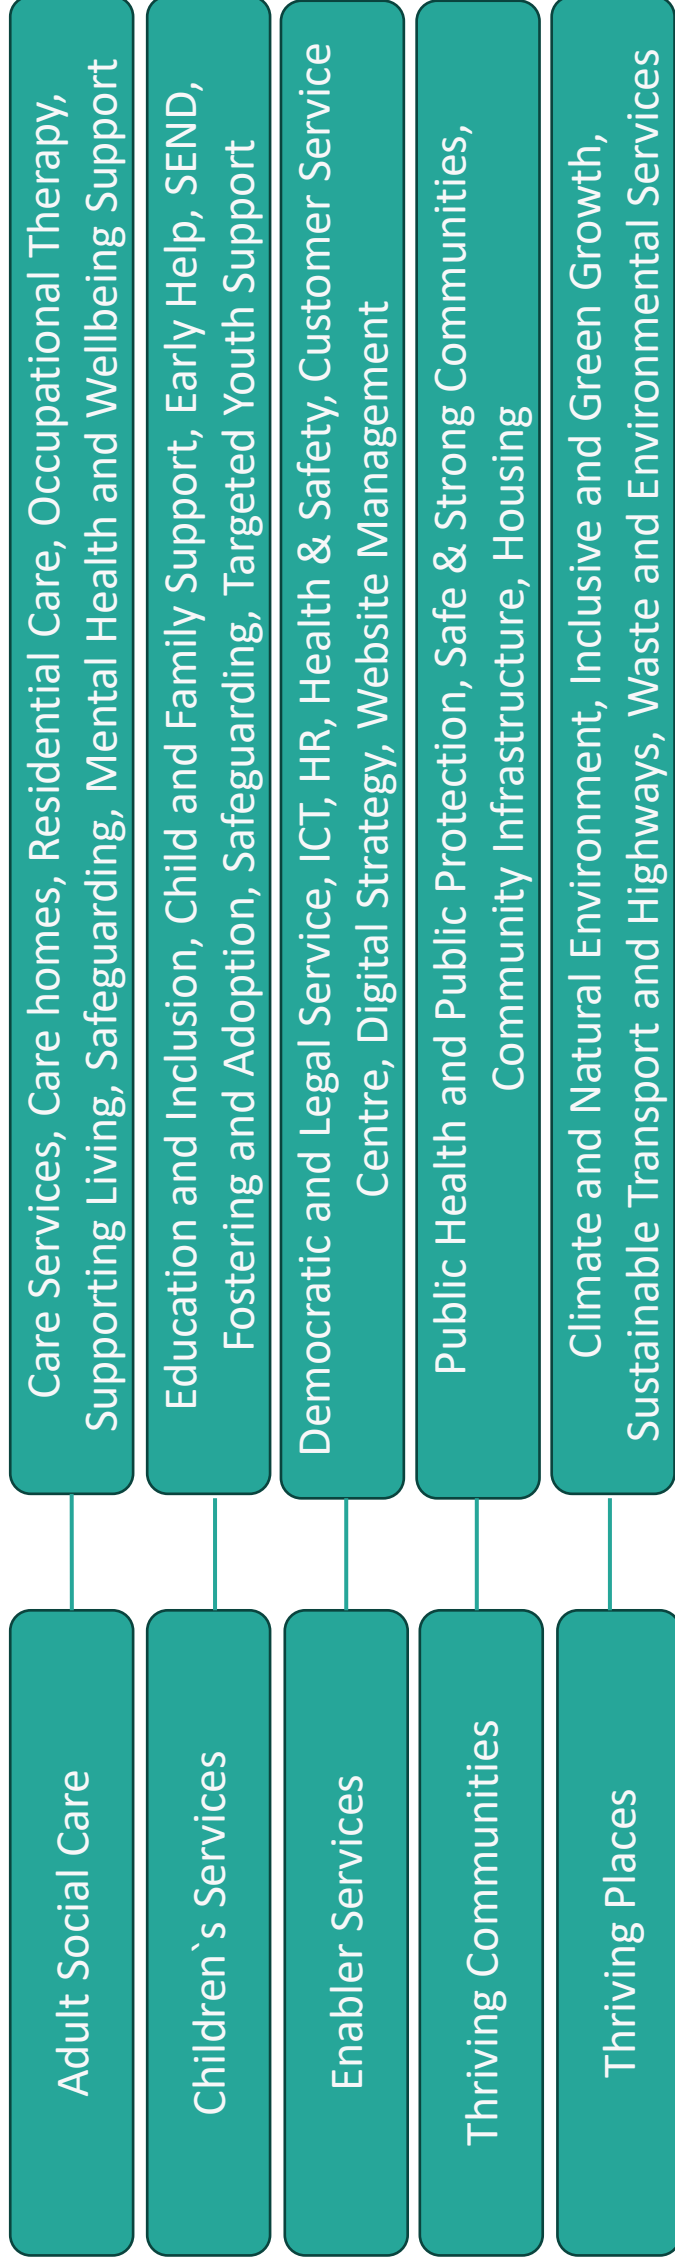 Adult Social Care
Care Services, Care homes, Residential Care, Occupational Therapy,
Supporting Living, Safeguarding, Mental Health and Wellbeing Support
Children`s Services
Education and Inclusion, Child and Family Support, Early Help, SEND,
Fostering and Adoption, Safeguarding, Targeted Youth Support
Enabler Services
Democratic and Legal Service, ICT, HR, Health & Safety, Customer Service
Centre, Digital Strategy, Website Management
Thriving Communities
Public Health and Public Protection, Safe & Strong Communities,
Community Infrastructure, Housing
Thriving Places
Climate and Natural Environment, Inclusive and Green Growth,
Sustainable Transport and Highways, Waste and Environmental Services